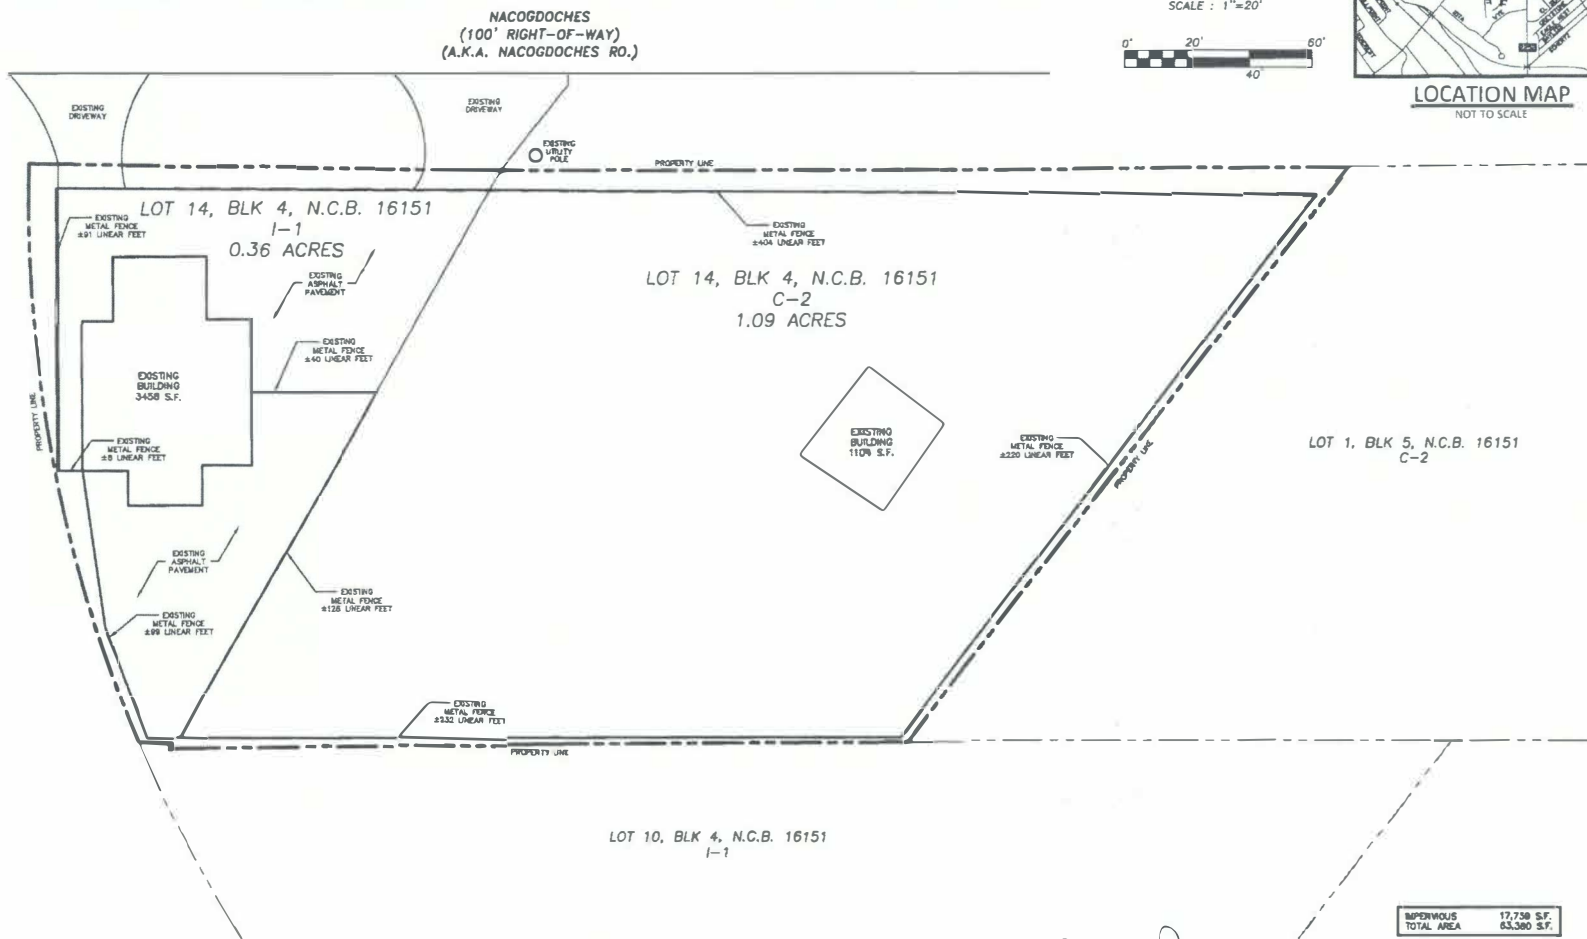 NACOGDOCHES
(100' RIGHT-OF-WAY)
(A.K.A. NACOGDOCHES RD.)
SCALE : 1"=20'
0' 20' 60'
40'
LOCATION MAP
NOT TO SCALE
EXISTING
DRIVEWAY
EXISTING
DRIVEWAY
EXISTING
UTILITY
POLE
PROPERTY LINE
LOT 14, BLK 4, N.C.B. 16151
I-1
0.36 ACRES
EXISTING
METAL FENCE
±91 LINEAR FEET
EXISTING
METAL FENCE
±404 LINEAR FEET
LOT 14, BLK 4, N.C.B. 16151
C-2
1.09 ACRES
EXISTING
ASPHALT
PAVEMENT
EXISTING
METAL FENCE
±40 LINEAR FEET
EXISTING
BUILDING
3458 S.F.
PROPERTY LINE
EXISTING
METAL FENCE
±8 LINEAR FEET
EXISTING
BUILDING
1104 S.F.
EXISTING
METAL FENCE
±220 LINEAR FEET
PROPERTY LINE
LOT 1, BLK 5, N.C.B. 16151
C-2
EXISTING
ASPHALT
PAVEMENT
EXISTING
METAL FENCE
±128 LINEAR FEET
EXISTING
METAL FENCE
±99 LINEAR FEET
EXISTING
METAL FENCE
±232 LINEAR FEET
PROPERTY LINE
LOT 10, BLK 4, N.C.B. 16151
I-1
IMPERVIOUS 17,739 S.F.
TOTAL AREA 63,380 S.F.